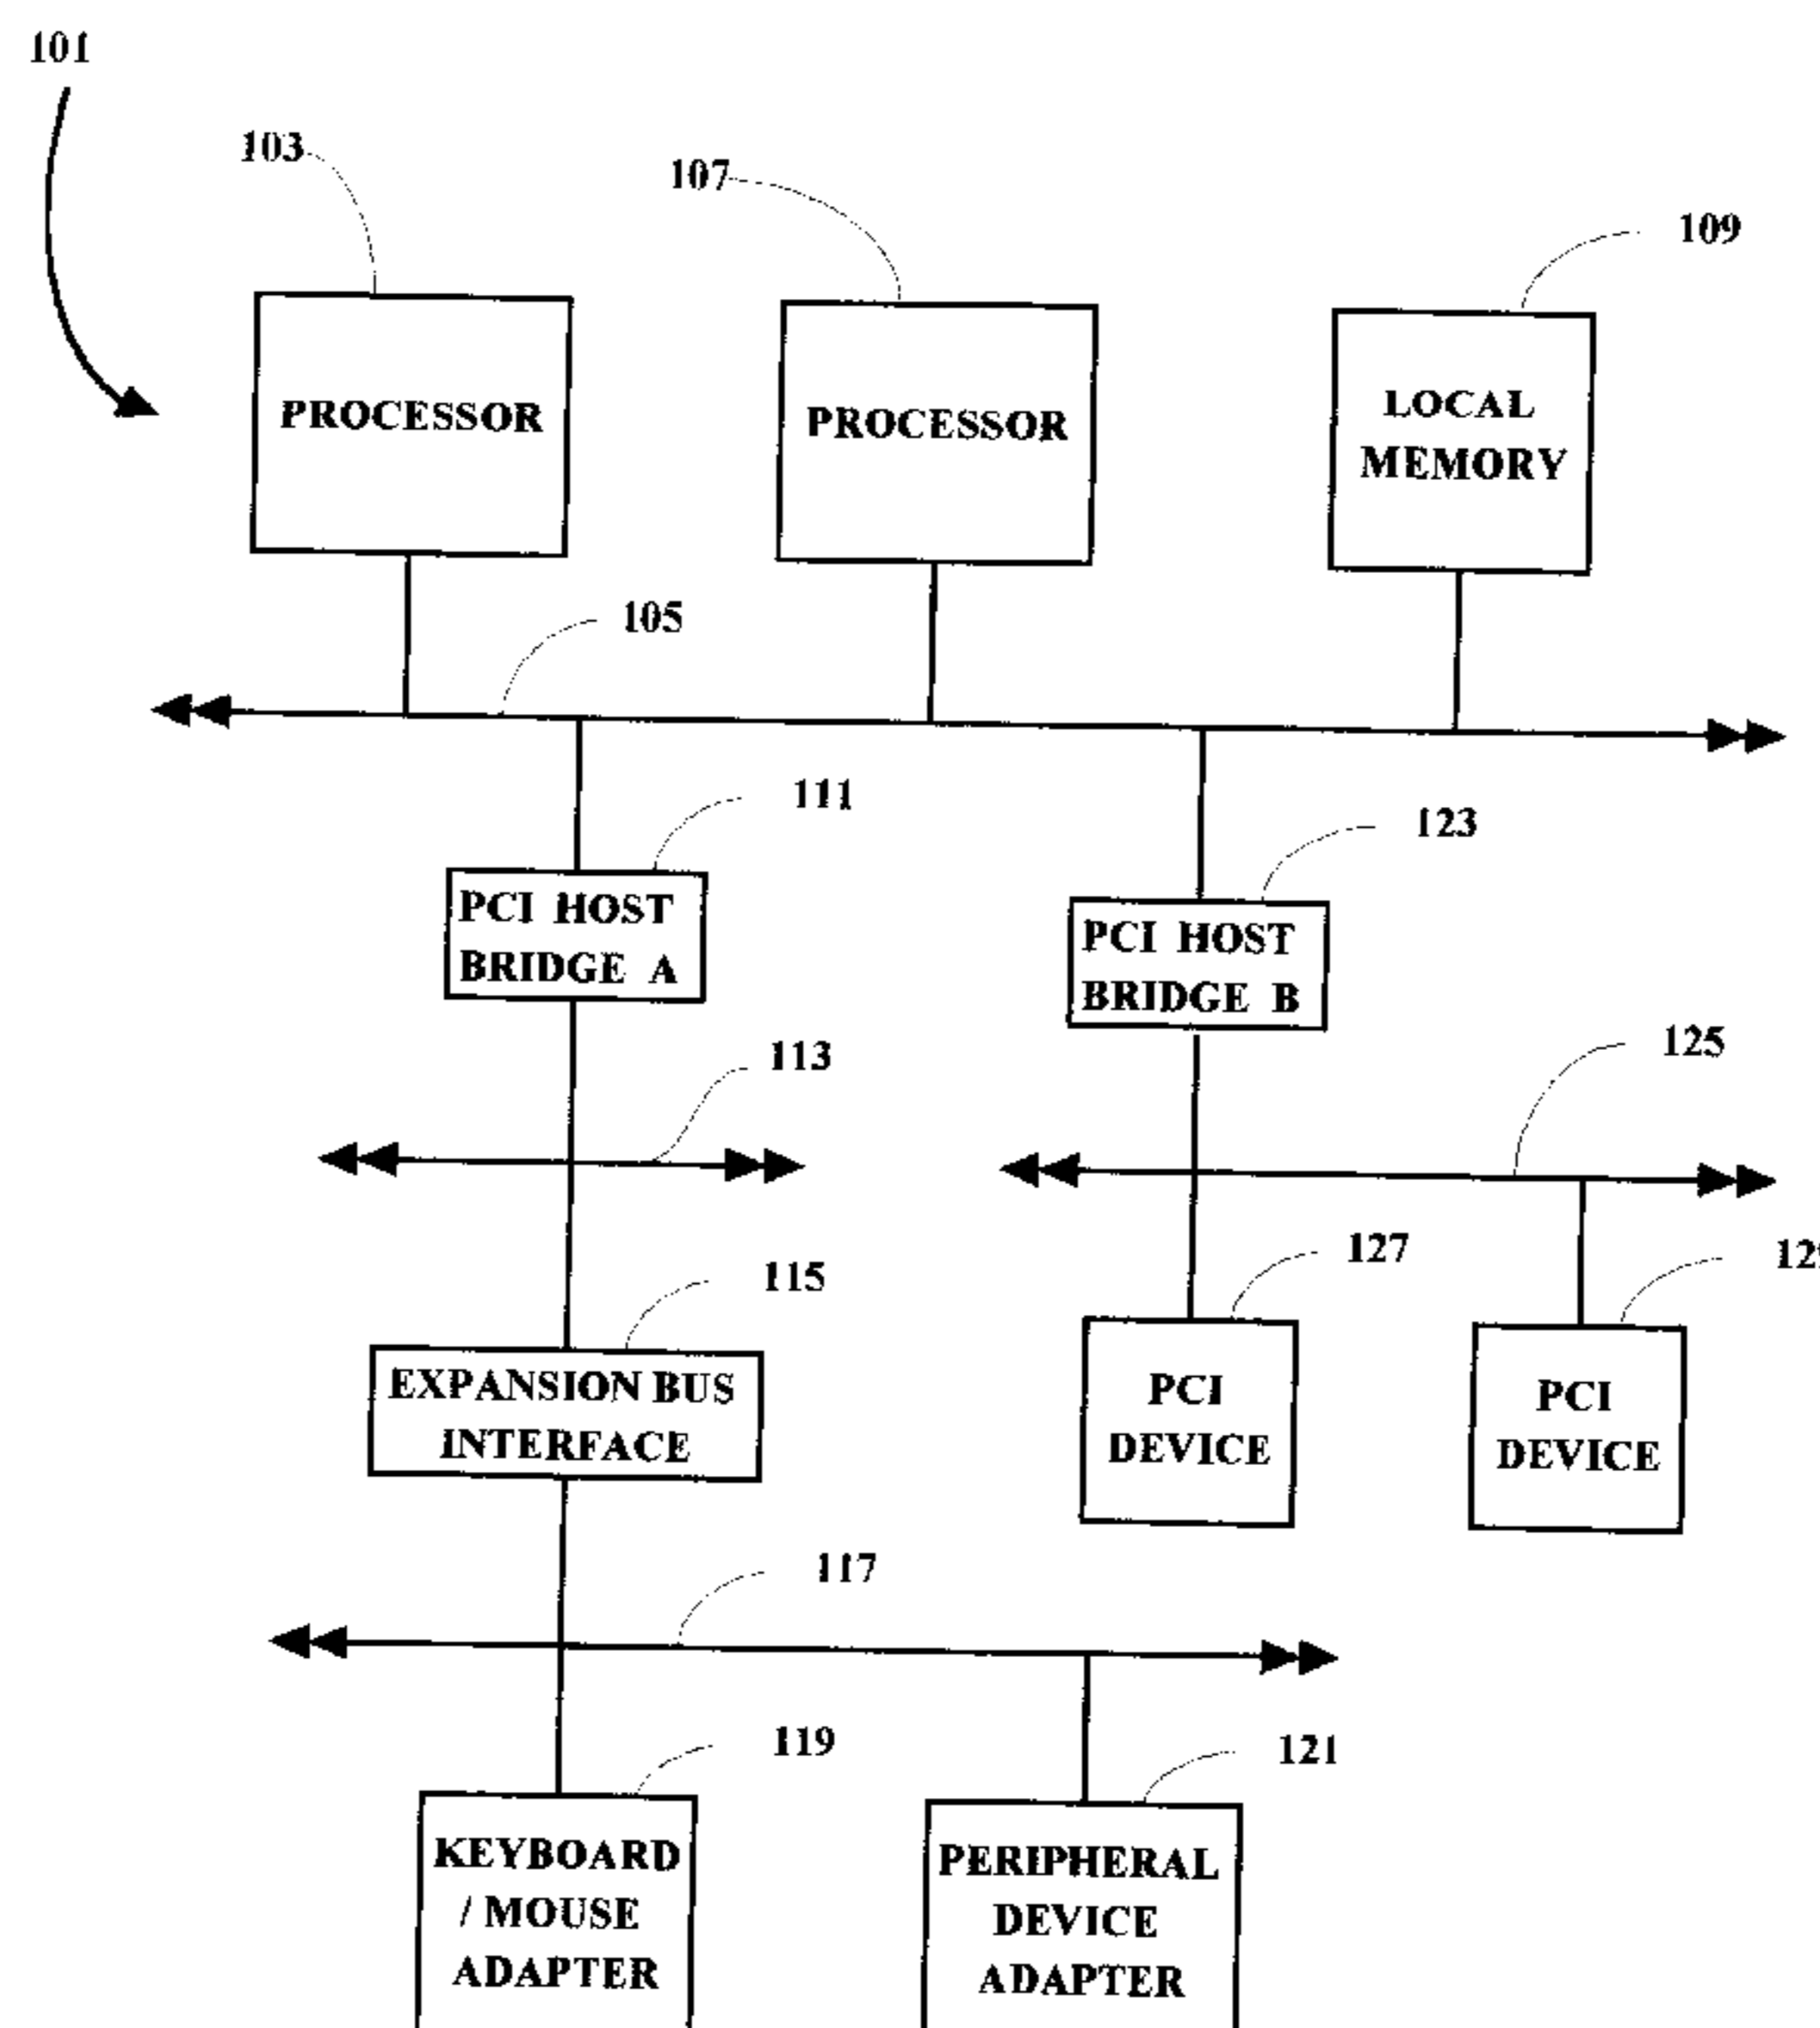 101
103
107
109
PROCESSOR
PROCESSOR
LOCAL
MEMORY
105
111
123
PCI HOST
BRIDGE A
PCI HOST
BRIDGE B
113
125
115
127
EXPANSION BUS
INTERFACE
PCI
DEVICE
PCI
DEVICE
117
119
121
KEYBOARD
/ MOUSE
ADAPTER
PERIPHERAL
DEVICE
ADAPTER